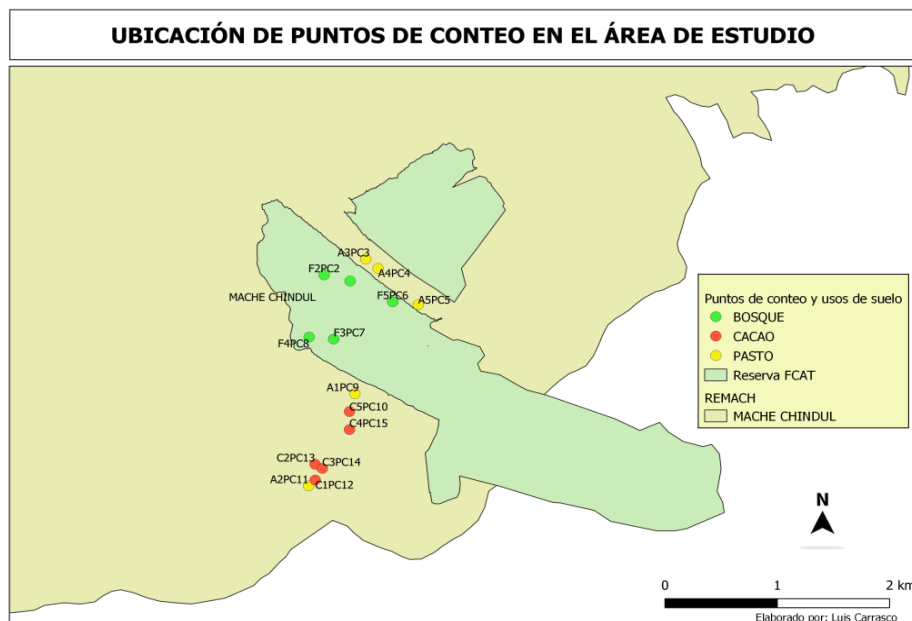 UBICACIÓN DE PUNTOS DE CONTEO EN EL ÁREA DE ESTUDIO
A3PC3
F2PC2
A4PC4
F5PC6
A5PC5
MACHE CHINDUL
F3PC7
F4PC8
A1PC9
C5PC10
C4PC15
C2PC13
C3PC14
A2PC11
C1PC12
Puntos de conteo y usos de suelo
BOSQUE
CACAO
PASTO
Reserva FCAT
REMACH
MACHE CHINDUL
N
0 1 2 km
Elaborado por: Luis Carrasco